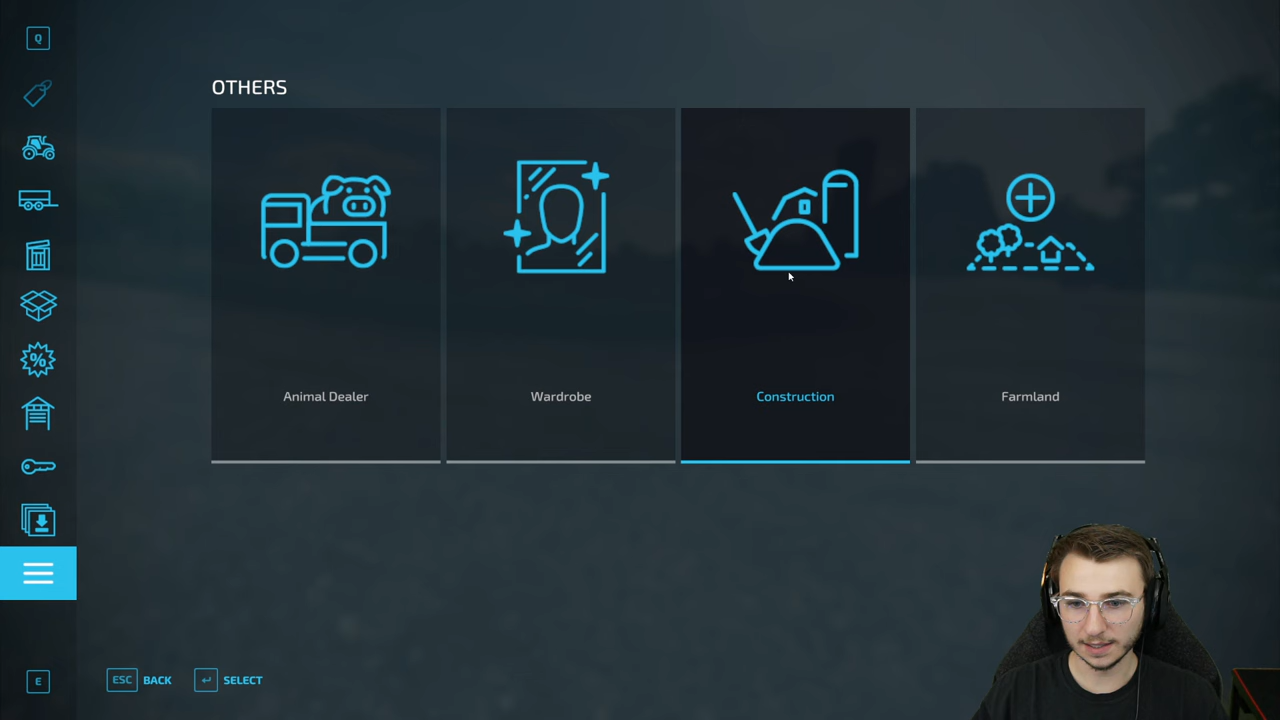 Q
OTHERS
%
Animal Dealer
Wardrobe
Construction
Farmland
E
ESC BACK
SELECT